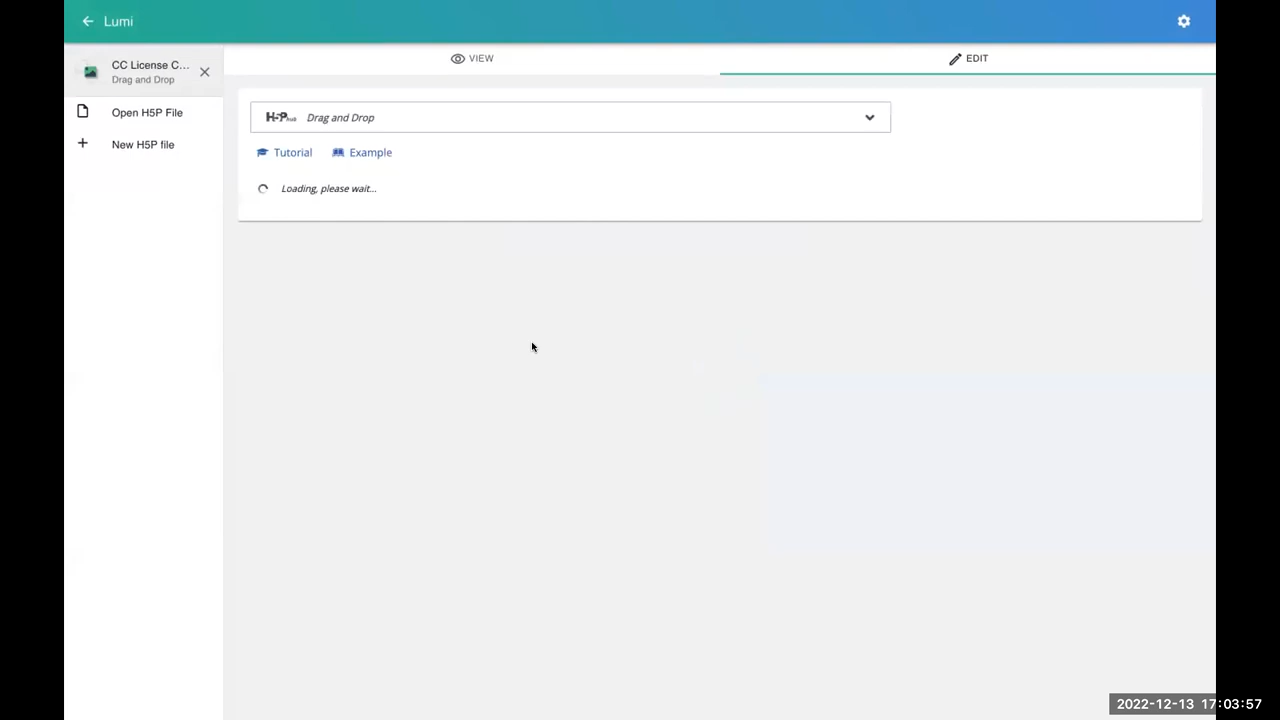 Lumi
CC License C...
Drag and Drop
Open H5P File
New H5P file
VIEW
EDIT
H5Phub Drag and Drop
Tutorial
Example
Loading, please wait...
2022-12-13 17:03:57